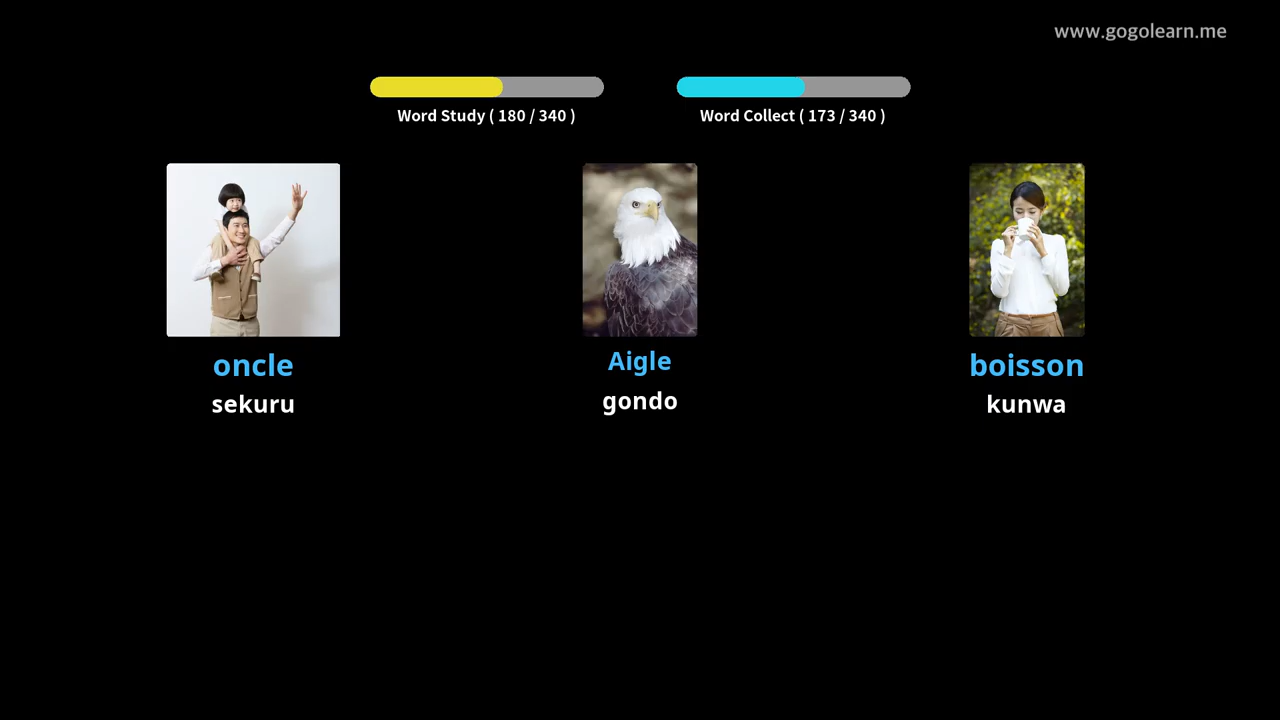 www.gogolearn.me
Word Study ( 180 / 340 )
Word Collect ( 173 / 340 )
oncle
sekuru
Aigle
gondo
boisson
kunwa